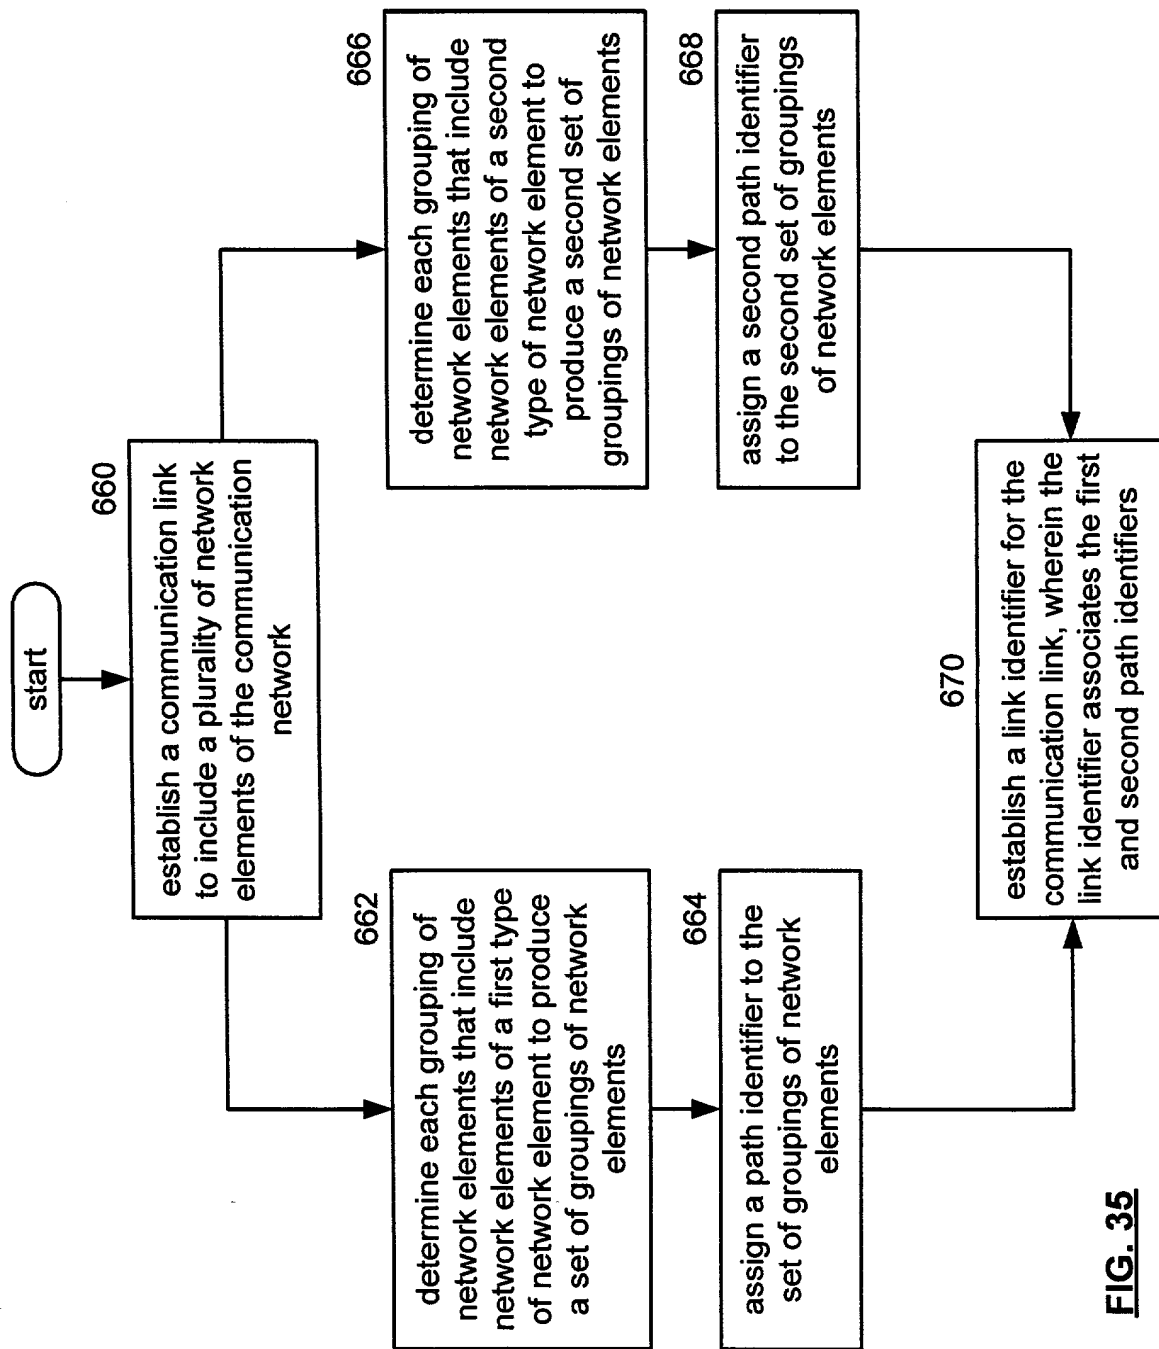 start
660
establish a communication link
to include a plurality of network
elements of the communication
network
662
determine each grouping of
network elements that include
network elements of a first type
of network element to produce
a set of groupings of network
elements
664
assign a path identifier to the
set of groupings of network
elements
666
determine each grouping of
network elements that include
network elements of a second
type of network element to
produce a second set of
groupings of network elements
668
assign a second path identifier
to the second set of groupings
of network elements
670
establish a link identifier for the
communication link, wherein the
link identifier associates the first
and second path identifiers
FIG. 35